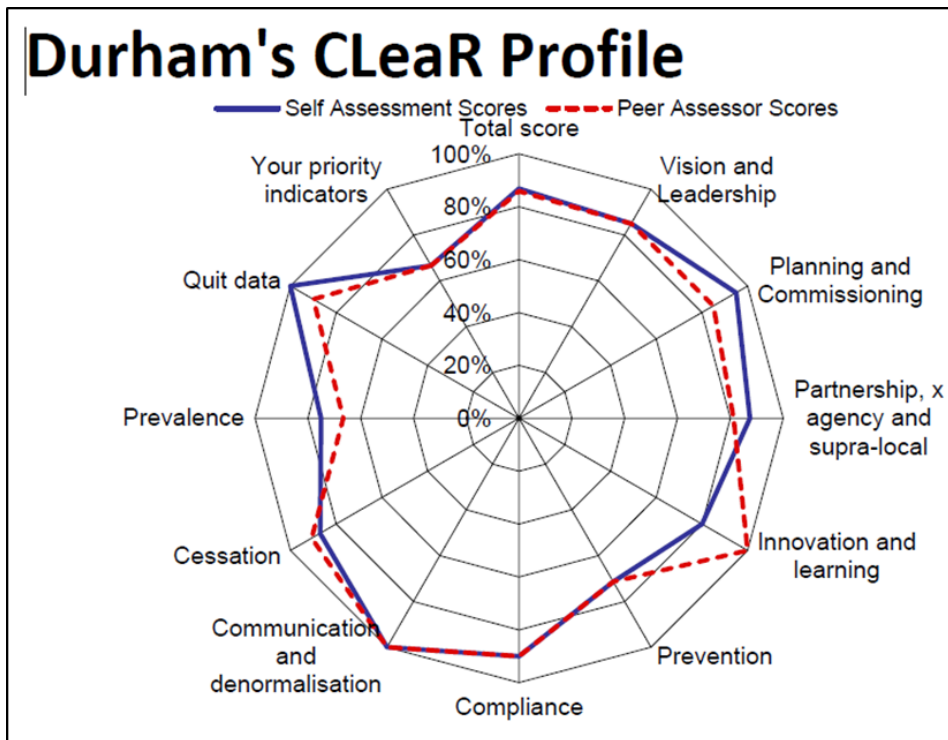 Durham's CLeaR Profile
Self Assessment Scores Peer Assessor Scores
Total score
100%
80%
60%
40%
20%
0%
Vision and
Leadership
Planning and
Commissioning
Partnership, x
agency and
supra-local
Innovation and
learning
Prevention
Compliance
Communication
and
denormalisation
Cessation
Prevalence
Quit data
Your priority
indicators